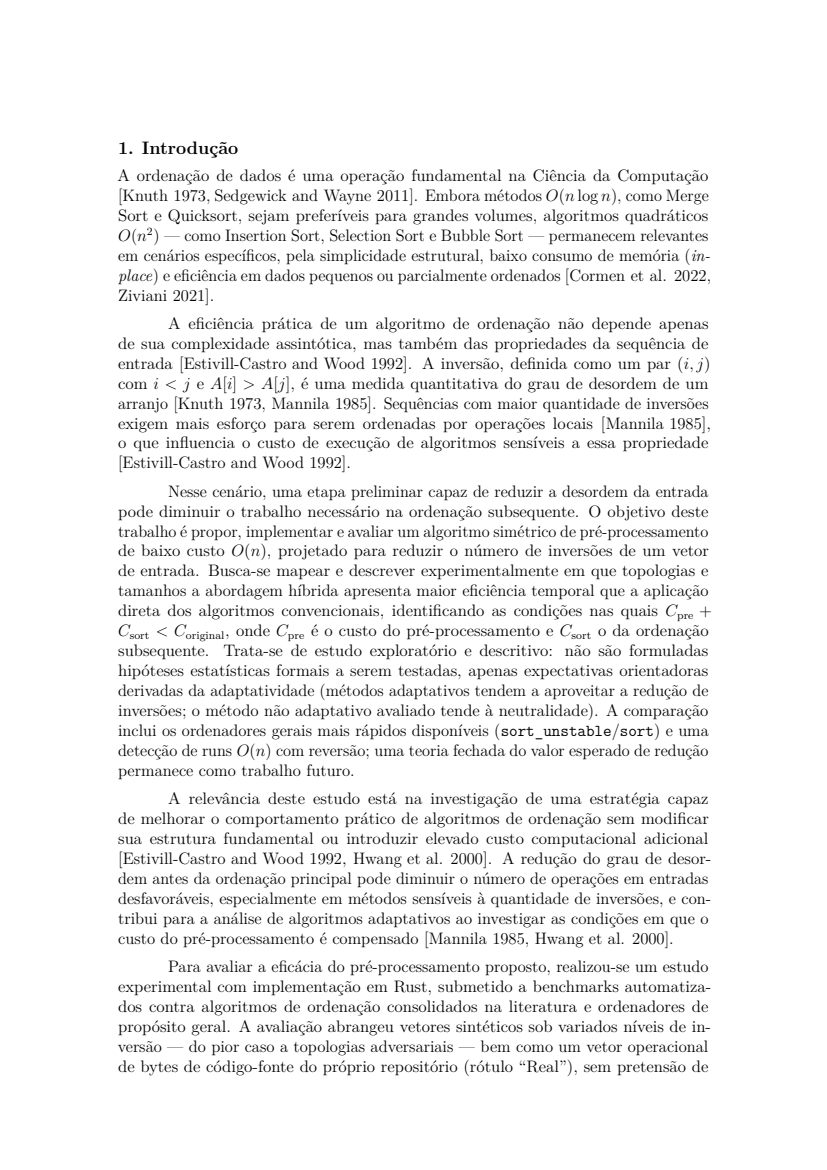 1. Introdução
A ordenação de dados é uma operação fundamental na Ciência da Computação
[Knuth 1973, Sedgewick and Wayne 2011]. Embora métodos O(n log n), como Merge
Sort e Quicksort, sejam preferíveis para grandes volumes, algoritmos quadráticos
O(n²) — como Insertion Sort, Selection Sort e Bubble Sort — permanecem relevantes
em cenários específicos, pela simplicidade estrutural, baixo consumo de memória (in-
place) e eficiência em dados pequenos ou parcialmente ordenados [Cormen et al. 2022,
Ziviani 2021].
A eficiência prática de um algoritmo de ordenação não depende apenas
de sua complexidade assintótica, mas também das propriedades da sequência de
entrada [Estivill-Castro and Wood 1992]. A inversão, definida como um par (i, j)
com i < j e A[i] > A[j], é uma medida quantitativa do grau de desordem de um
arranjo [Knuth 1973, Mannila 1985]. Sequências com maior quantidade de inversões
exigem mais esforço para serem ordenadas por operações locais [Mannila 1985],
o que influencia o custo de execução de algoritmos sensíveis a essa propriedade
[Estivill-Castro and Wood 1992].
Nesse cenário, uma etapa preliminar capaz de reduzir a desordem da entrada
pode diminuir o trabalho necessário na ordenação subsequente. O objetivo deste
trabalho é propor, implementar e avaliar um algoritmo simétrico de pré-processamento
de baixo custo O(n), projetado para reduzir o número de inversões de um vetor
de entrada. Busca-se mapear e descrever experimentalmente em que topologias e
tamanhos a abordagem híbrida apresenta maior eficiência temporal que a aplicação
direta dos algoritmos convencionais, identificando as condições nas quais C_pre +
C_sort < C_original, onde C_pre é o custo do pré-processamento e C_sort o da ordenação
subsequente. Trata-se de estudo exploratório e descritivo: não são formuladas
hipóteses estatísticas formais a serem testadas, apenas expectativas orientadoras
derivadas da adaptatividade (métodos adaptativos tendem a aproveitar a redução de
inversões; o método não adaptativo avaliado tende à neutralidade). A comparação
inclui os ordenadores gerais mais rápidos disponíveis (sort_unstable/sort) e uma
detecção de runs O(n) com reversão; uma teoria fechada do valor esperado de redução
permanece como trabalho futuro.
A relevância deste estudo está na investigação de uma estratégia capaz
de melhorar o comportamento prático de algoritmos de ordenação sem modificar
sua estrutura fundamental ou introduzir elevado custo computacional adicional
[Estivill-Castro and Wood 1992, Hwang et al. 2000]. A redução do grau de desor-
dem antes da ordenação principal pode diminuir o número de operações em entradas
desfavoráveis, especialmente em métodos sensíveis à quantidade de inversões, e con-
tribui para a análise de algoritmos adaptativos ao investigar as condições em que o
custo do pré-processamento é compensado [Mannila 1985, Hwang et al. 2000].
Para avaliar a eficácia do pré-processamento proposto, realizou-se um estudo
experimental com implementação em Rust, submetido a benchmarks automatiza-
dos contra algoritmos de ordenação consolidados na literatura e ordenadores de
propósito geral. A avaliação abrangeu vetores sintéticos sob variados níveis de in-
versão — do pior caso a topologias adversariais — bem como um vetor operacional
de bytes de código-fonte do próprio repositório (rótulo “Real”), sem pretensão de